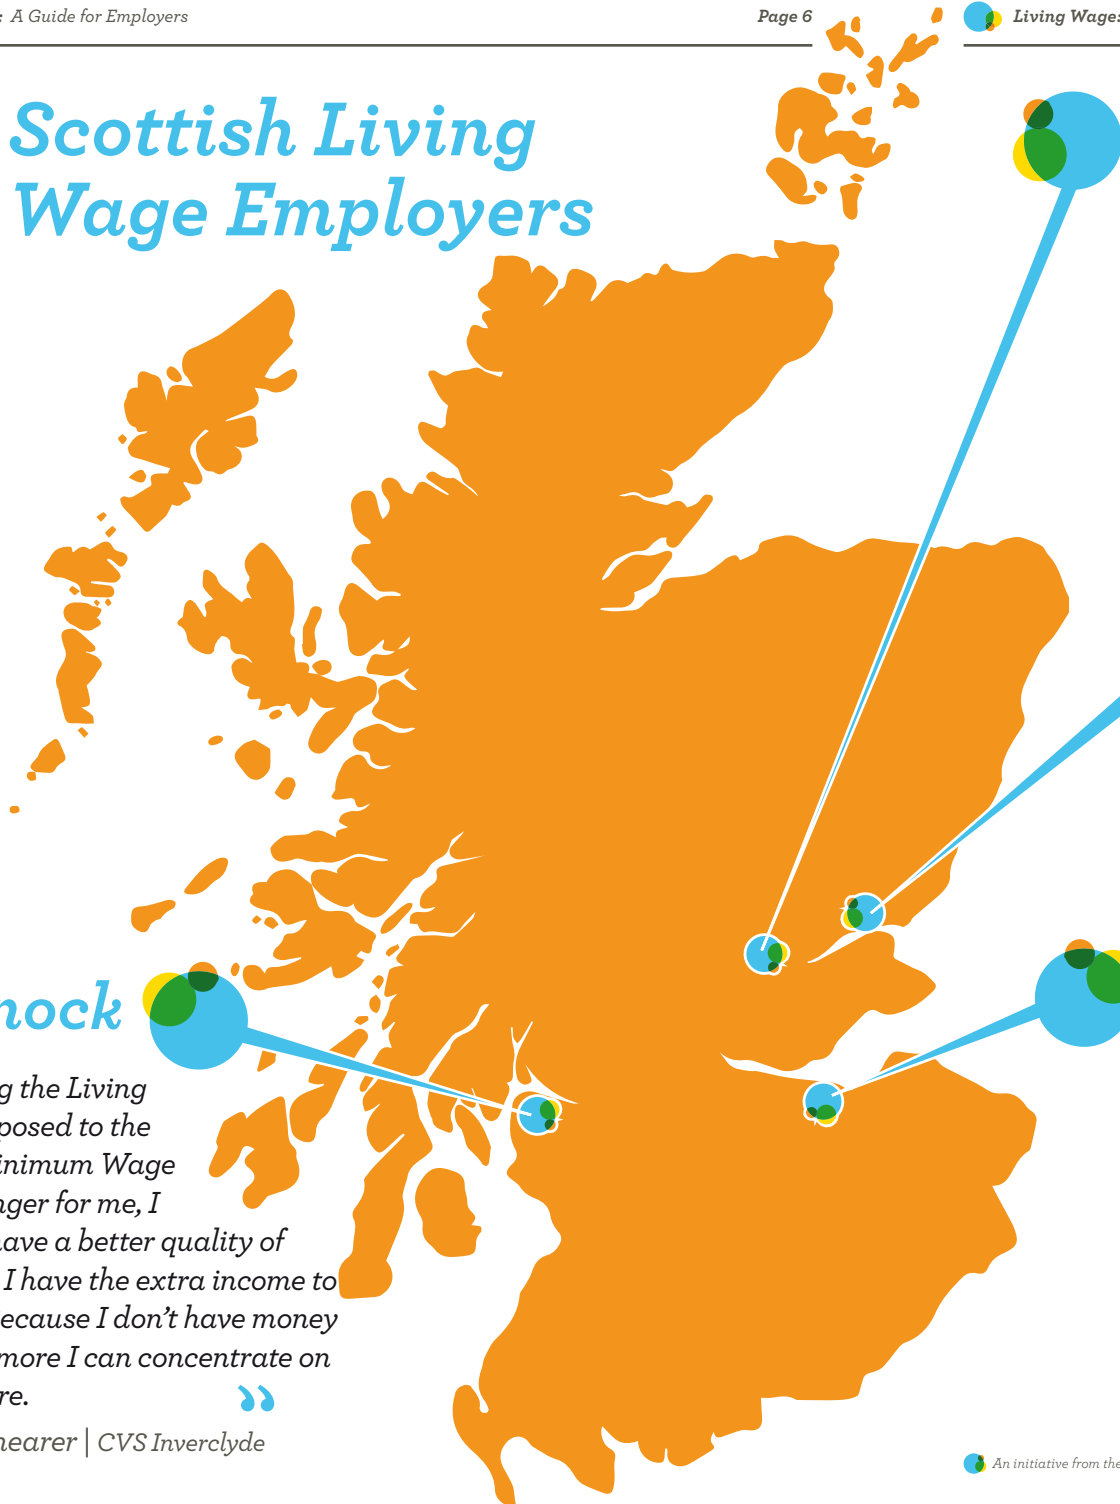 : A Guide for Employers
Page 6
Living Wage:
Scottish Living
Wage Employers
nock
g the Living
posed to the
inimum Wage
nger for me, I
ave a better quality of
I have the extra income to
ecause I don't have money
more I can concentrate on
re. ”
hearer | CVS Inverclyde
An initiative from the